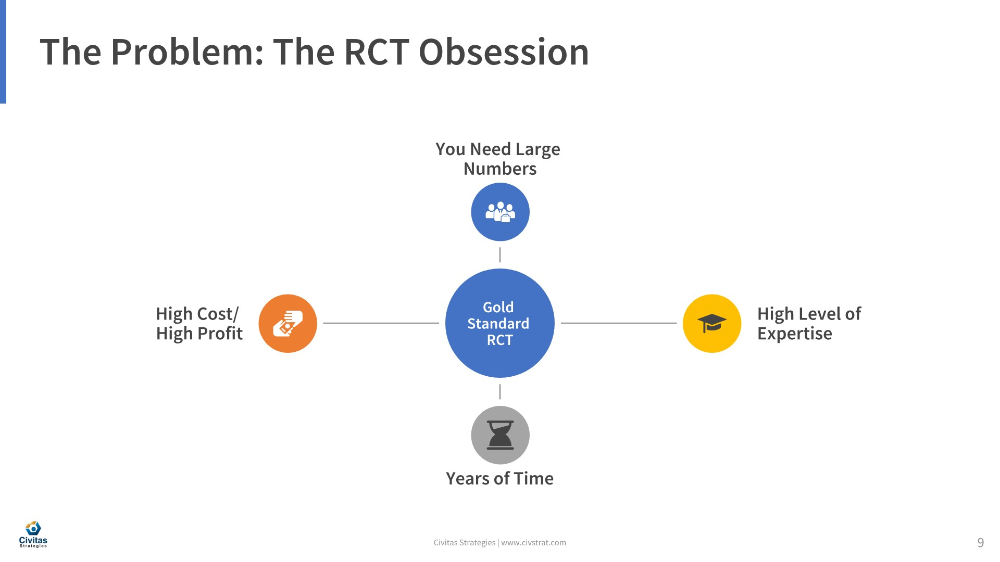 The Problem: The RCT Obsession
You Need Large
Numbers
High Cost/
High Profit
Gold
Standard
RCT
High Level of
Expertise
Years of Time
Civitas
Strategies
Civitas Strategies | www.civstrat.com
9